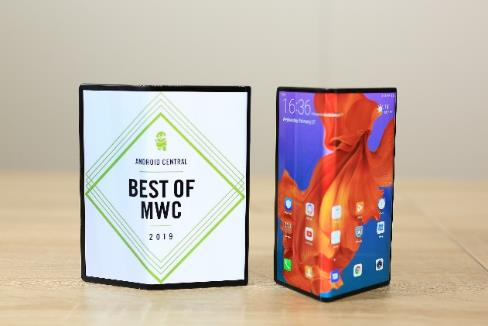 ANDROID CENTRAL
BEST OF
MWC
2019
16:36